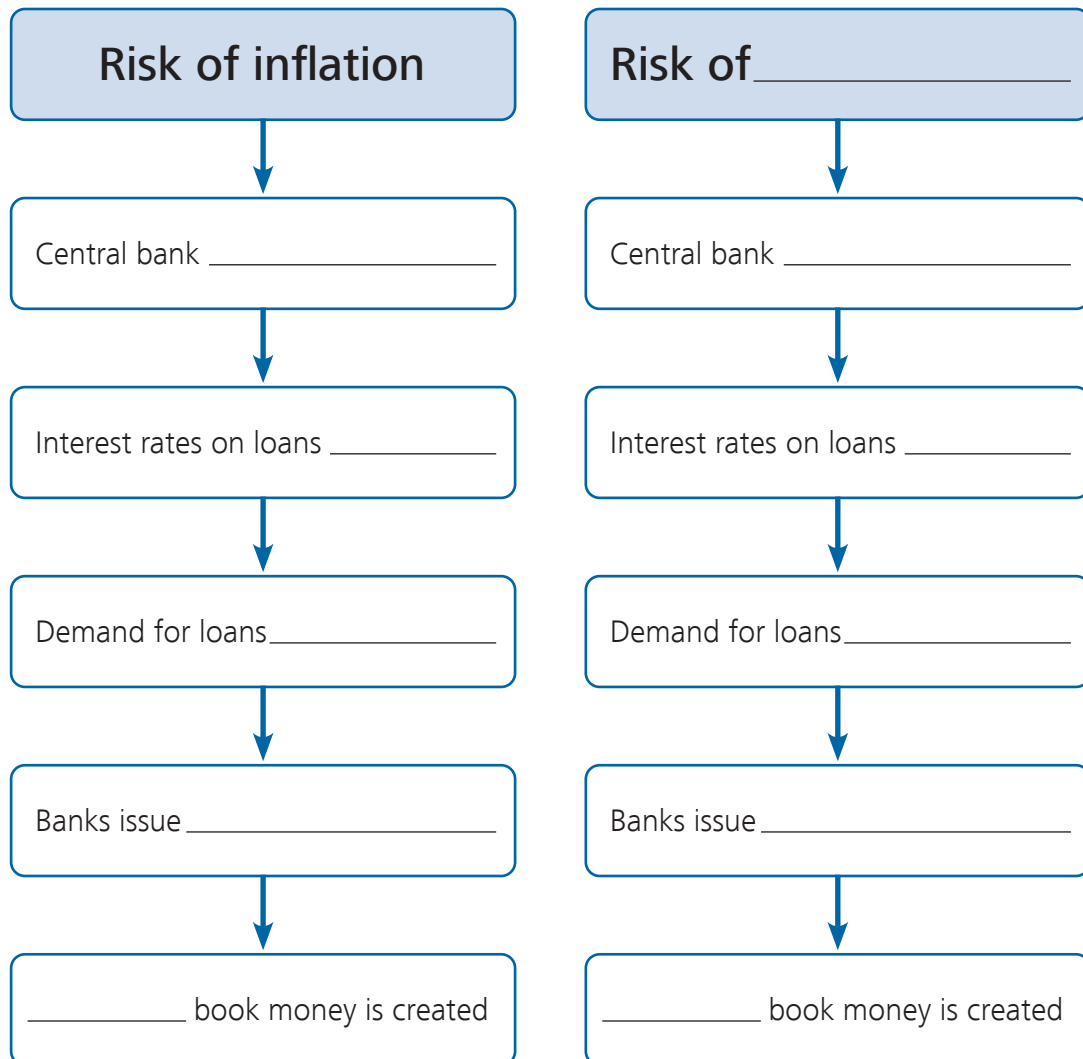 Risk of inflation
Central bank
Interest rates on loans
Demand for loans
Banks issue
book money is created
Risk of
Central bank
Interest rates on loans
Demand for loans
Banks issue
book money is created